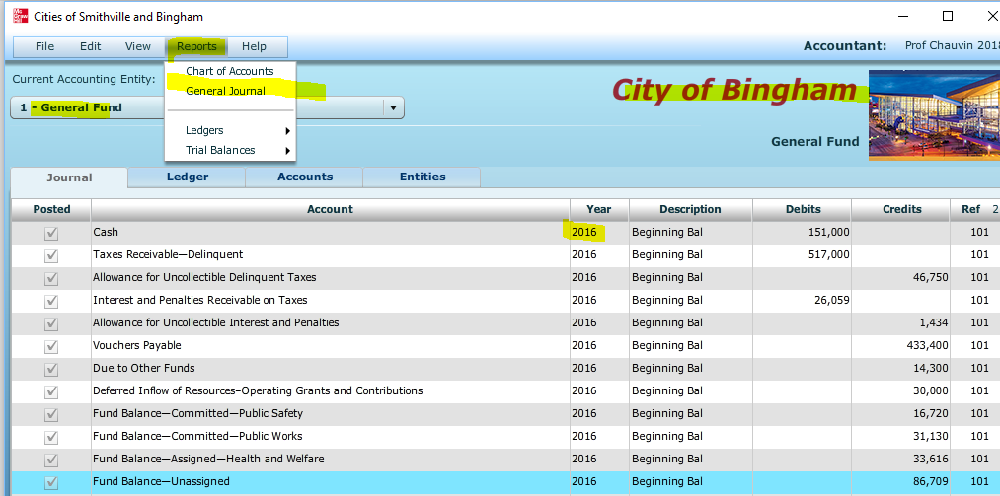 Mc
Graw
Hill
Cities of Smithville and Bingham
File Edit View Reports Help
Accountant: Prof Chauvin 2018
Chart of Accounts
General Journal
Ledgers
Trial Balances
Current Accounting Entity:
1 - General Fund
City of Bingham
General Fund
Journal Ledger Accounts Entities
Posted Account Year Description Debits Credits Ref 2
Cash 2016 Beginning Bal 151,000 101
Taxes Receivable—Delinquent 2016 Beginning Bal 517,000 101
Allowance for Uncollectible Delinquent Taxes 2016 Beginning Bal 46,750 101
Interest and Penalties Receivable on Taxes 2016 Beginning Bal 26,059 101
Allowance for Uncollectible Interest and Penalties 2016 Beginning Bal 1,434 101
Vouchers Payable 2016 Beginning Bal 433,400 101
Due to Other Funds 2016 Beginning Bal 14,300 101
Deferred Inflow of Resources–Operating Grants and Contributions 2016 Beginning Bal 30,000 101
Fund Balance—Committed—Public Safety 2016 Beginning Bal 16,720 101
Fund Balance—Committed—Public Works 2016 Beginning Bal 31,130 101
Fund Balance—Assigned—Health and Welfare 2016 Beginning Bal 33,616 101
Fund Balance—Unassigned 2016 Beginning Bal 86,709 101